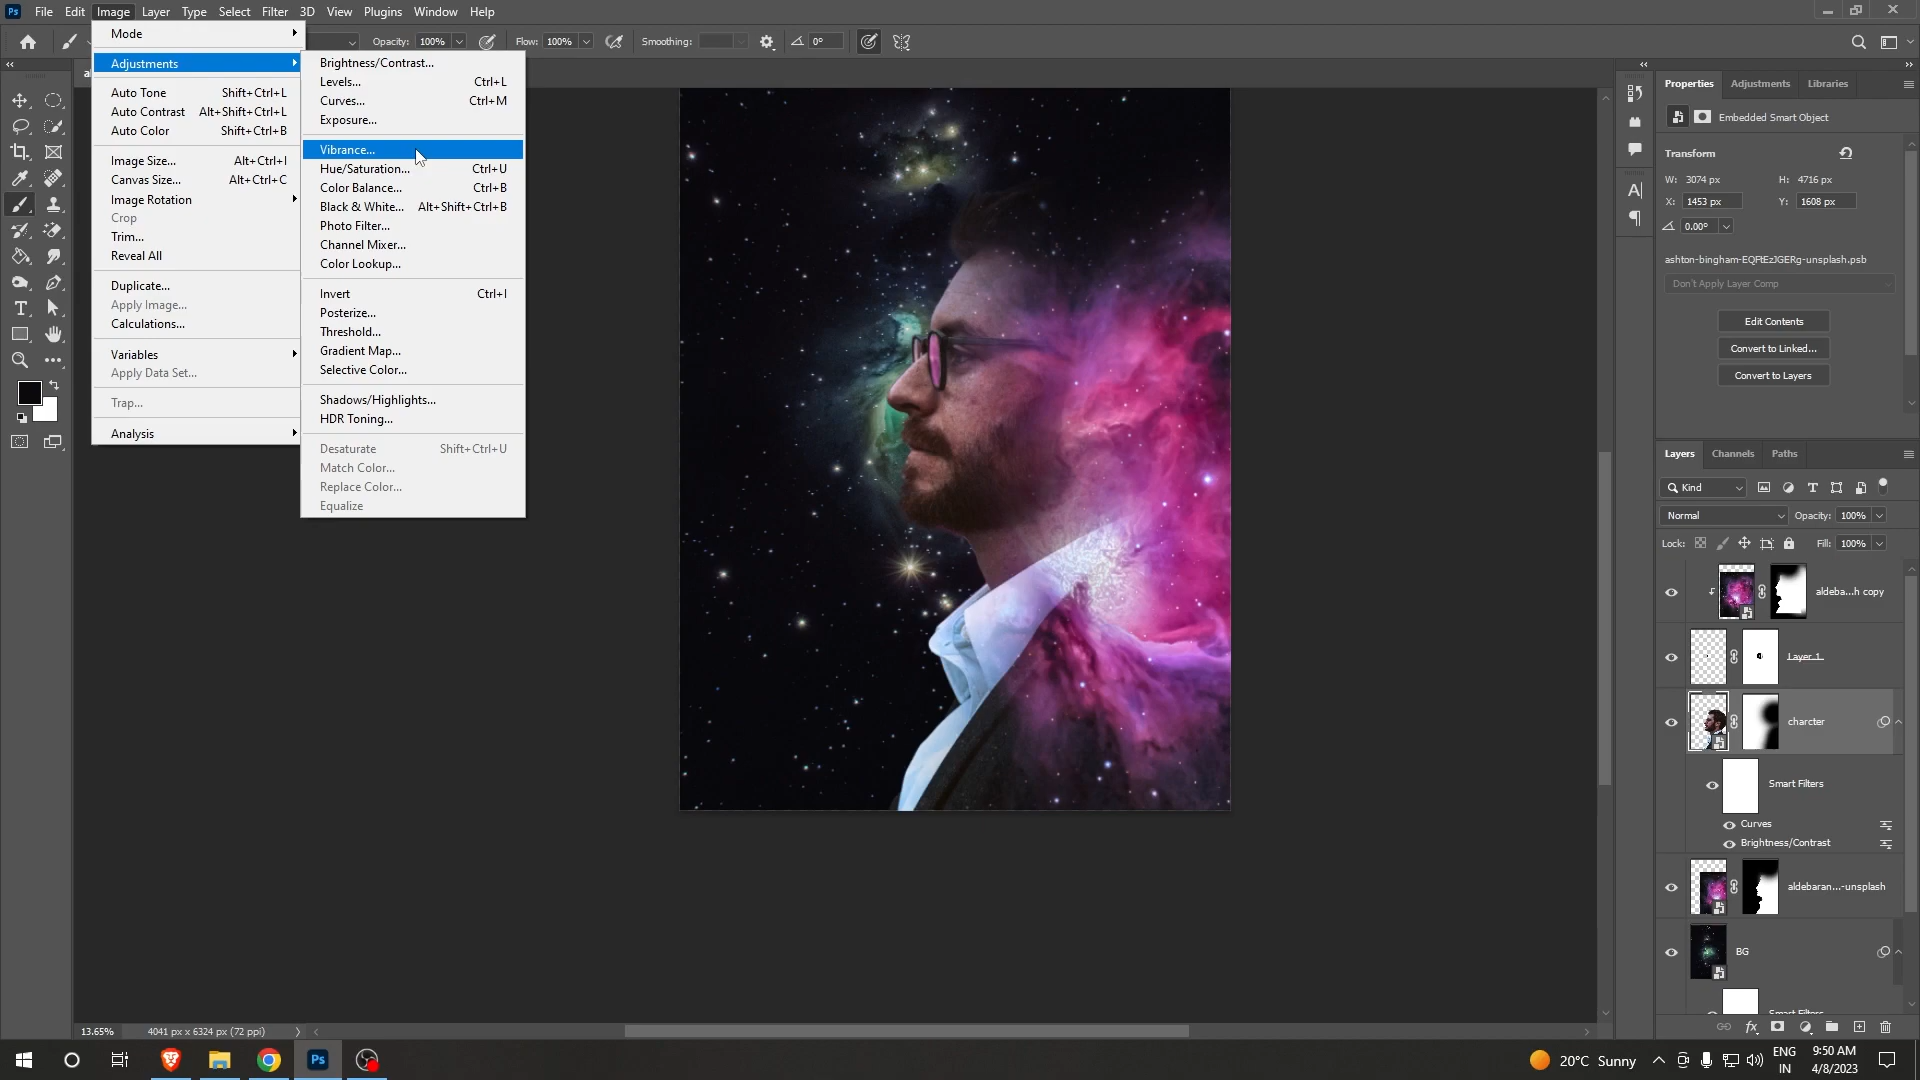 Ps File Edit Image Layer Type Select Filter 3D View Plugins Window Help
Opacity: 100% Flow: 100% Smoothing: 0°
Mode
Adjustments
Auto Tone Shift+Ctrl+L
Auto Contrast Alt+Shift+Ctrl+L
Auto Color Shift+Ctrl+B
Image Size... Alt+Ctrl+I
Canvas Size... Alt+Ctrl+C
Image Rotation
Crop
Trim...
Reveal All
Duplicate...
Apply Image...
Calculations...
Variables
Apply Data Set...
Trap...
Analysis
Brightness/Contrast...
Levels... Ctrl+L
Curves... Ctrl+M
Exposure...
Vibrance...
Hue/Saturation... Ctrl+U
Color Balance... Ctrl+B
Black & White... Alt+Shift+Ctrl+B
Photo Filter...
Channel Mixer...
Color Lookup...
Invert Ctrl+I
Posterize...
Threshold...
Gradient Map...
Selective Color...
Shadows/Highlights...
HDR Toning...
Desaturate Shift+Ctrl+U
Match Color...
Replace Color...
Equalize
Properties Adjustments Libraries
Embedded Smart Object
Transform
W: 3074 px H: 4716 px
X: 1453 px Y: 1608 px
0.00°
ashton-bingham-EQFtEzJGERg-unsplash.psb
Don't Apply Layer Comp
Edit Contents
Convert to Linked...
Convert to Layers
Layers Channels Paths
Kind
Normal Opacity: 100%
Lock: Fill: 100%
aldeba...h copy
Layer 1
charcter
Smart Filters
Curves
Brightness/Contrast
aldebaran...-unsplash
BG
Smart Filters
13.65% 4041 px x 6324 px (72 ppi)
Ps
20°C Sunny
ENG
IN
9:50 AM
4/8/2023